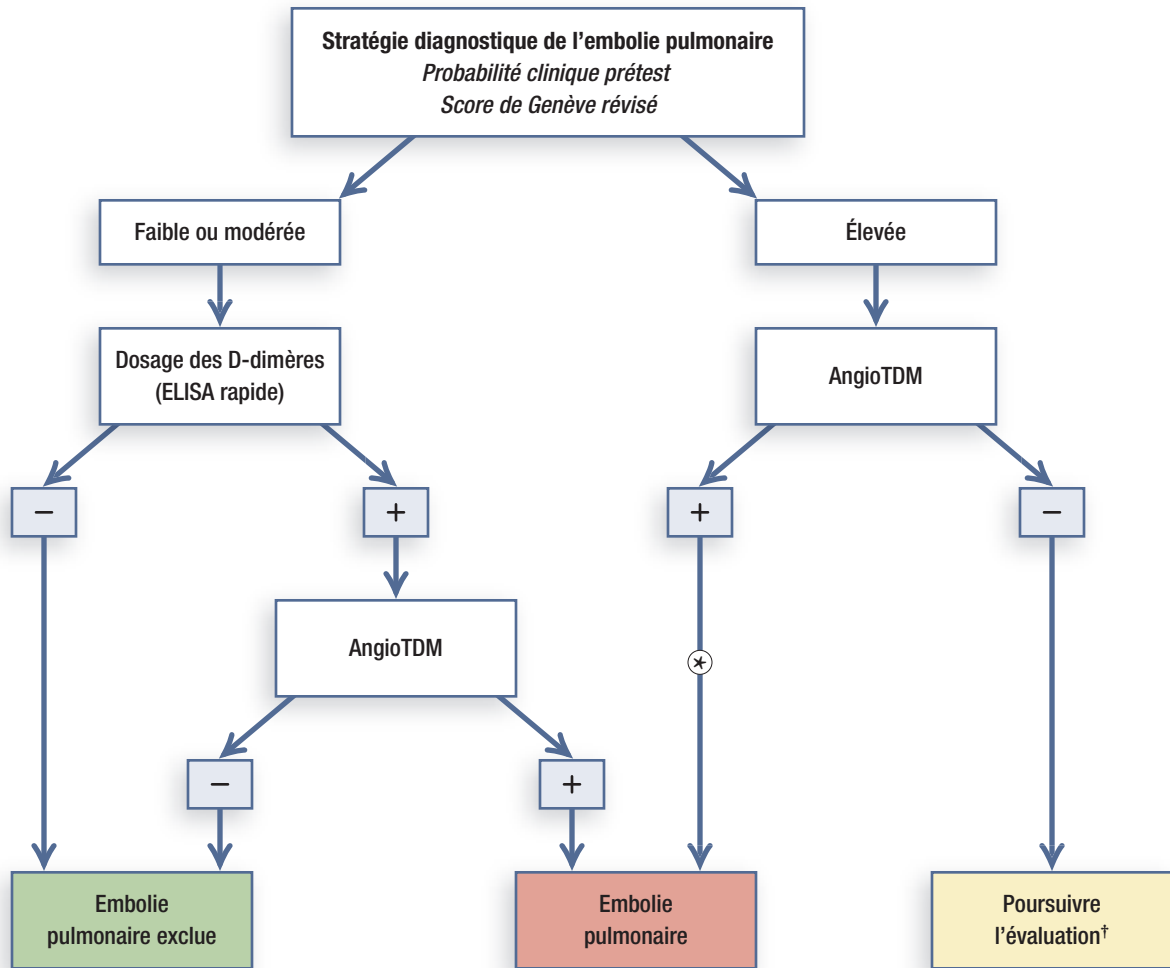 Stratégie diagnostique de l’embolie pulmonaire
Probabilité clinique prétest
Score de Genève révisé
Faible ou modérée
Élevée
Dosage des D-dimères
(ELISA rapide)
AngioTDM
−
+
+
−
AngioTDM
*
−
+
Embolie
pulmonaire exclue
Embolie
pulmonaire
Poursuivre
l’évaluation†